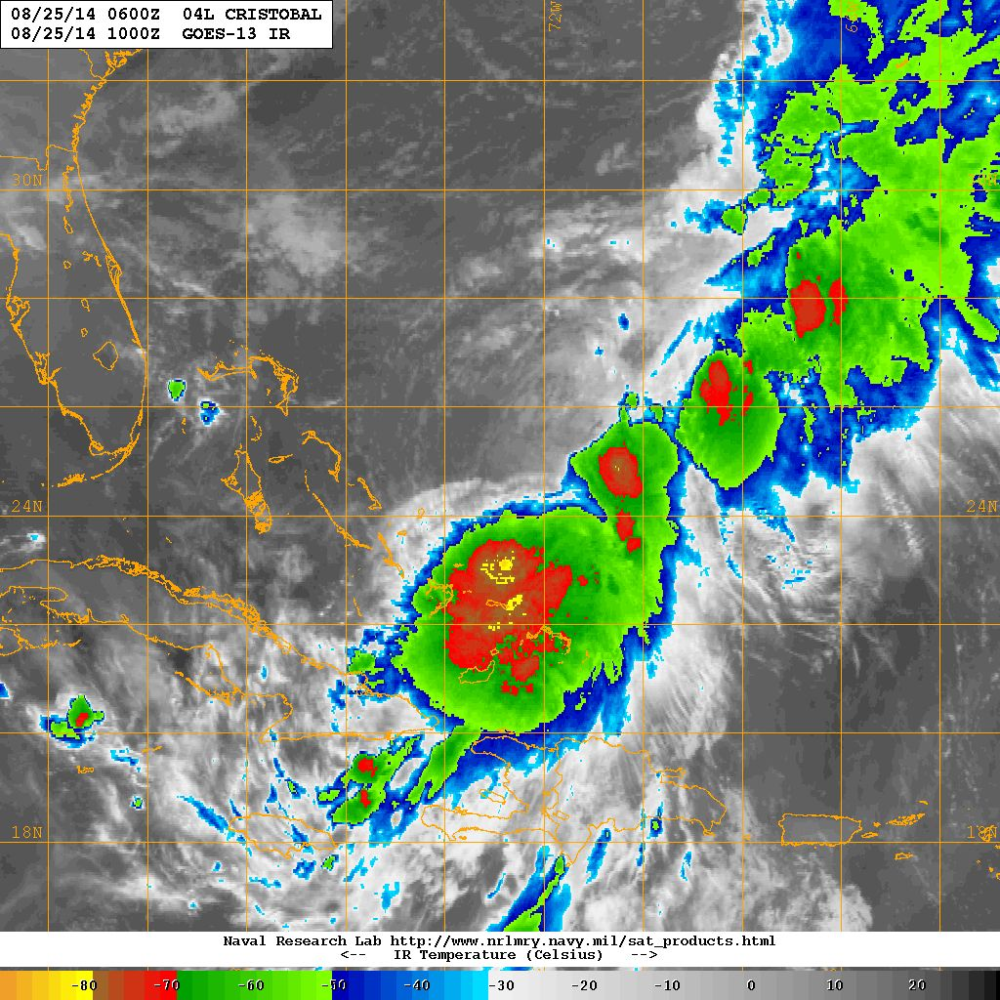 08/25/14 0600Z 04L CRISTOBAL
08/25/14 1000Z GOES-13 IR
72W
30N
24N 24N
18N 18N
Naval Research Lab http://www.nrlmry.navy.mil/sat_products.html
<-- IR Temperature (Celsius) -->
-80 -70 -60 -50 -40 -30 -20 -10 0 10 20